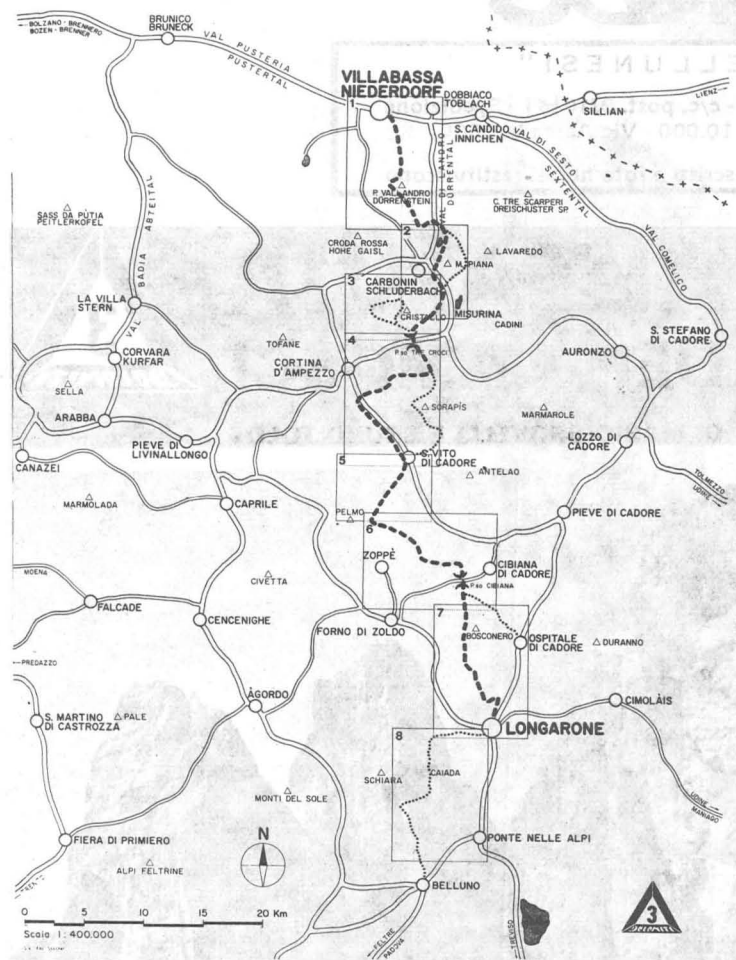 BOLZANO - BRENNERO
BOZEN - BRENNER
BRUNICO
BRUNECK
VAL PUSTERIA
PUSTERTAL
VILLABASSA
NIEDERDORF
DOBBIACO
TOBLACH
S. CANDIDO
INNICHEN
SILLIAN
LIENZ
VAL DI SESTO
SEXTENTAL
1
VAL DI LANDRO
DÜRRENTAL
P. VALLANDRO
DÜRRENSTEIN
C. TRE SCARPERI
DREISCHUSTER SP.
SASS DA PÜTIA
PEITLERKOFEL
VAL BADIA
ABTEITAL
CRODA ROSSA
HOHE GAISL
2
LAVAREDO
M. PIANA
VAL COMELICO
3
CARBONIN
SCHLUDERBACH
LA VILLA
STERN
CRISTALLO
MISURINA
CADINI
S. STEFANO
DI CADORE
4
TOFANE
P.so TRE CROCI
AURONZO
CORVARA
KURFAR
CORTINA
D'AMPEZZO
SELLA
SORAPÍS
MARMAROLE
ARABBA
PIEVE DI
LIVINALLONGO
LOZZO DI
CADORE
CANAZEI
5
S. VITO
DI CADORE
ANTELAO
TOLMEZZO
UDINE
MARMOLADA
CAPRILE
PIEVE DI CADORE
PELMO
6
ZOPPÈ
CIBIANA
DI CADORE
P.so CIBIANA
MOENA
CIVETTA
FALCADE
CENCENIGHE
FORNO DI ZOLDO
7
BOSCONERO
OSPITALE
DI CADORE
DURANNO
PREDAZZO
ÀGORDO
CIMOLÀIS
S. MARTINO
DI CASTROZZA
PALE
LONGARONE
8
SCHIARA
CAIADA
MONTI DEL SOLE
UDINE
MANIAGO
FIERA DI PRIMIERO
N
PONTE NELLE ALPI
ALPI FELTRINE
TRENTO
BELLUNO
0 5 10 15 20 Km
Scala 1:400.000
FELTRE
PADOVA
TREVISO
3
DOLOMITI